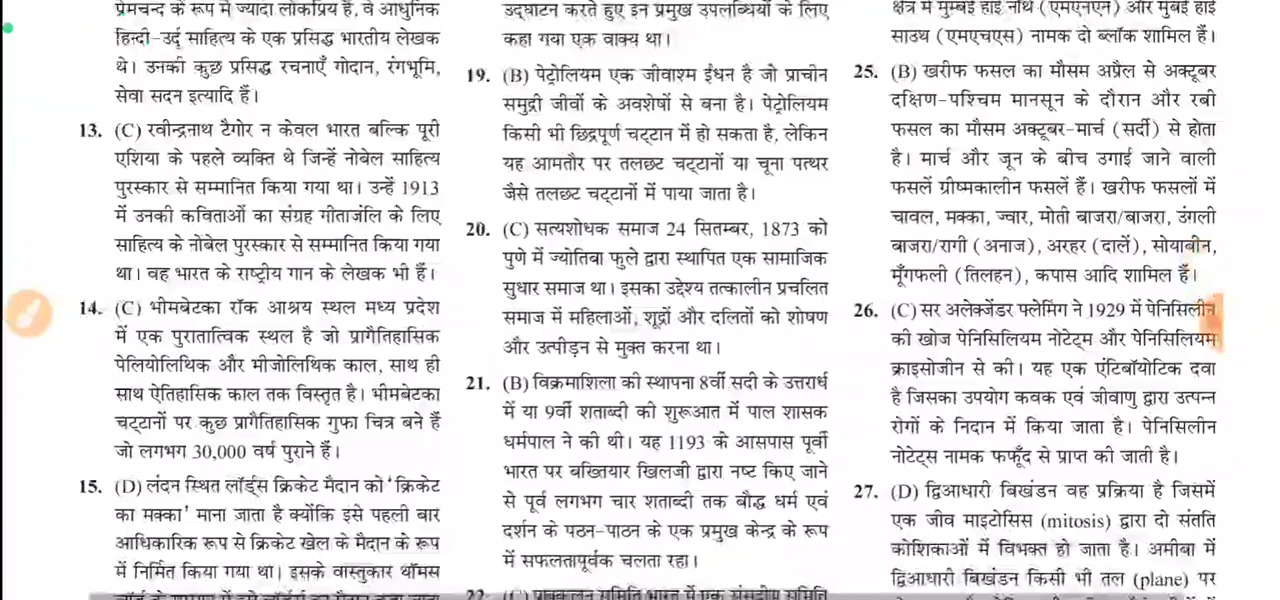 प्रेमचन्द के रूप में ज्यादा लोकप्रिय हैं, वे आधुनिक
हिन्दी-उर्दू साहित्य के एक प्रसिद्ध भारतीय लेखक
थे। उनकी कुछ प्रसिद्ध रचनाएँ गोदान, रंगभूमि,
सेवा सदन इत्यादि हैं।
13. (C) रवीन्द्रनाथ टैगोर न केवल भारत बल्कि पूरी
एशिया के पहले व्यक्ति थे जिन्हें नोबेल साहित्य
पुरस्कार से सम्मानित किया गया था। उन्हें 1913
में उनकी कविताओं का संग्रह गीताजंलि के लिए
साहित्य के नोबेल पुरस्कार से सम्मानित किया गया
था। वह भारत के राष्ट्रीय गान के लेखक भी हैं।
14. (C) भीमबेटका रॉक आश्रय स्थल मध्य प्रदेश
में एक पुरातात्विक स्थल है जो प्रागैतिहासिक
पेलियोलिथिक और मीजोलिथिक काल, साथ ही
साथ ऐतिहासिक काल तक विस्तृत है। भीमबेटका
चट्टानों पर कुछ प्रागैतिहासिक गुफा चित्र बने हैं
जो लगभग 30,000 वर्ष पुराने हैं।
15. (D) लंदन स्थित लॉर्ड्स क्रिकेट मैदान को 'क्रिकेट
का मक्का' माना जाता है क्योंकि इसे पहली बार
आधिकारिक रूप से क्रिकेट खेल के मैदान के रूप
में निर्मित किया गया था। इसके वास्तुकार थॉमस
उद्घाटन करते हुए इन प्रमुख उपलब्धियों के लिए
कहा गया एक वाक्य था।
19. (B) पेट्रोलियम एक जीवाश्म ईंधन है जो प्राचीन
समुद्री जीवों के अवशेषों से बना है। पेट्रोलियम
किसी भी छिद्रपूर्ण चट्टान में हो सकता है, लेकिन
यह आमतौर पर तलछट चट्टानों या चूना पत्थर
जैसे तलछट चट्टानों में पाया जाता है।
20. (C) सत्यशोधक समाज 24 सितम्बर, 1873 को
पुणे में ज्योतिबा फुले द्वारा स्थापित एक सामाजिक
सुधार समाज था। इसका उद्देश्य तत्कालीन प्रचलित
समाज में महिलाओं, शूद्रों और दलितों को शोषण
और उत्पीड़न से मुक्त करना था।
21. (B) विक्रमाशिला की स्थापना 8वीं सदी के उत्तरार्ध
में या 9वीं शताब्दी की शुरूआत में पाल शासक
धर्मपाल ने की थी। यह 1193 के आसपास पूर्वी
भारत पर बख्तियार खिलजी द्वारा नष्ट किए जाने
से पूर्व लगभग चार शताब्दी तक बौद्ध धर्म एवं
दर्शन के पठन-पाठन के एक प्रमुख केन्द्र के रूप
में सफलतापूर्वक चलता रहा।
22. (C) प्राक्कलन समिति भारत में एक संसदीय समिति
क्षेत्र में मुम्बई हाई नॉर्थ (एमएनएन) और मुंबई हाई
साउथ (एमएचएस) नामक दो ब्लॉक शामिल हैं।
25. (B) खरीफ फसल का मौसम अप्रैल से अक्टूबर
दक्षिण-पश्चिम मानसून के दौरान और रबी
फसल का मौसम अक्टूबर-मार्च (सर्दी) से होता
है। मार्च और जून के बीच उगाई जाने वाली
फसलें ग्रीष्मकालीन फसलें हैं। खरीफ फसलों में
चावल, मक्का, ज्वार, मोती बाजरा/बाजरा, उंगली
बाजरा/रागी (अनाज), अरहर (दालें), सोयाबीन,
मूँगफली (तिलहन), कपास आदि शामिल हैं।
26. (C) सर अलेक्जेंडर फ्लेमिंग ने 1929 में पेनिसिलीन
की खोज पेनिसिलियम नोटेट्म और पेनिसिलियम
क्राइसोजीन से की। यह एक एंटिबॉयोटिक दवा
है जिसका उपयोग कवक एवं जीवाणु द्वारा उत्पन्न
रोगों के निदान में किया जाता है। पेनिसिलीन
नोटेट्स नामक फफूँद से प्राप्त की जाती है।
27. (D) द्विआधारी बिखंडन वह प्रक्रिया है जिसमें
एक जीव माइटोसिस (mitosis) द्वारा दो संतति
कोशिकाओं में विभक्त हो जाता है। अमीबा में
द्विआधारी बिखंडन किसी भी तल (plane) पर